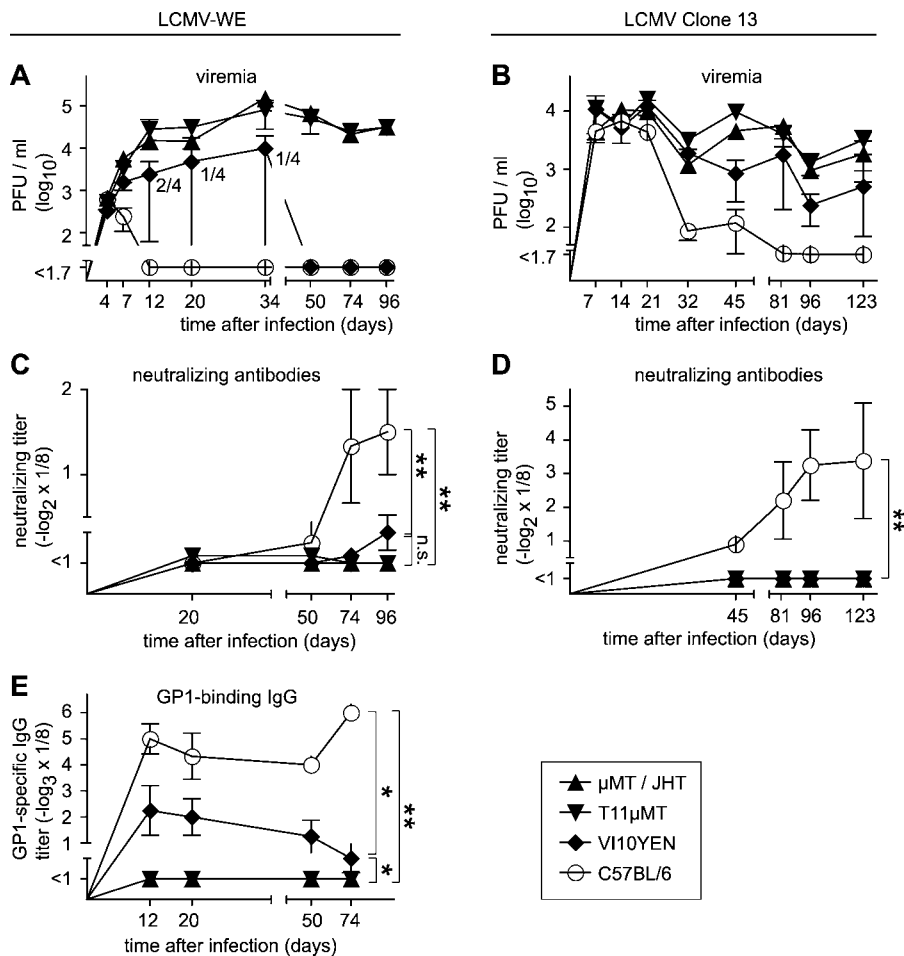 LCMV-WE
LCMV Clone 13
A
viremia
PFU / ml
(log10)
5
4
3
2
<1.7
2/4
1/4
1/4
4 7 12 20 34 50 74 96
time after infection (days)
B
viremia
PFU / ml
(log10)
4
3
2
<1.7
7 14 21 32 45 81 96 123
time after infection (days)
C
neutralizing antibodies
neutralizing titer
(-log2 x 1/8)
2
1
<1
**
**
n.s.
20 50 74 96
time after infection (days)
D
neutralizing antibodies
neutralizing titer
(-log2 x 1/8)
5
4
3
2
1
<1
**
45 81 96 123
time after infection (days)
E
GP1-binding IgG
GP1-specific IgG
titer (-log3 x 1/8)
6
5
4
3
2
1
<1
*
**
*
12 20 50 74
time after infection (days)
µMT / JHT
T11µMT
VI10YEN
C57BL/6